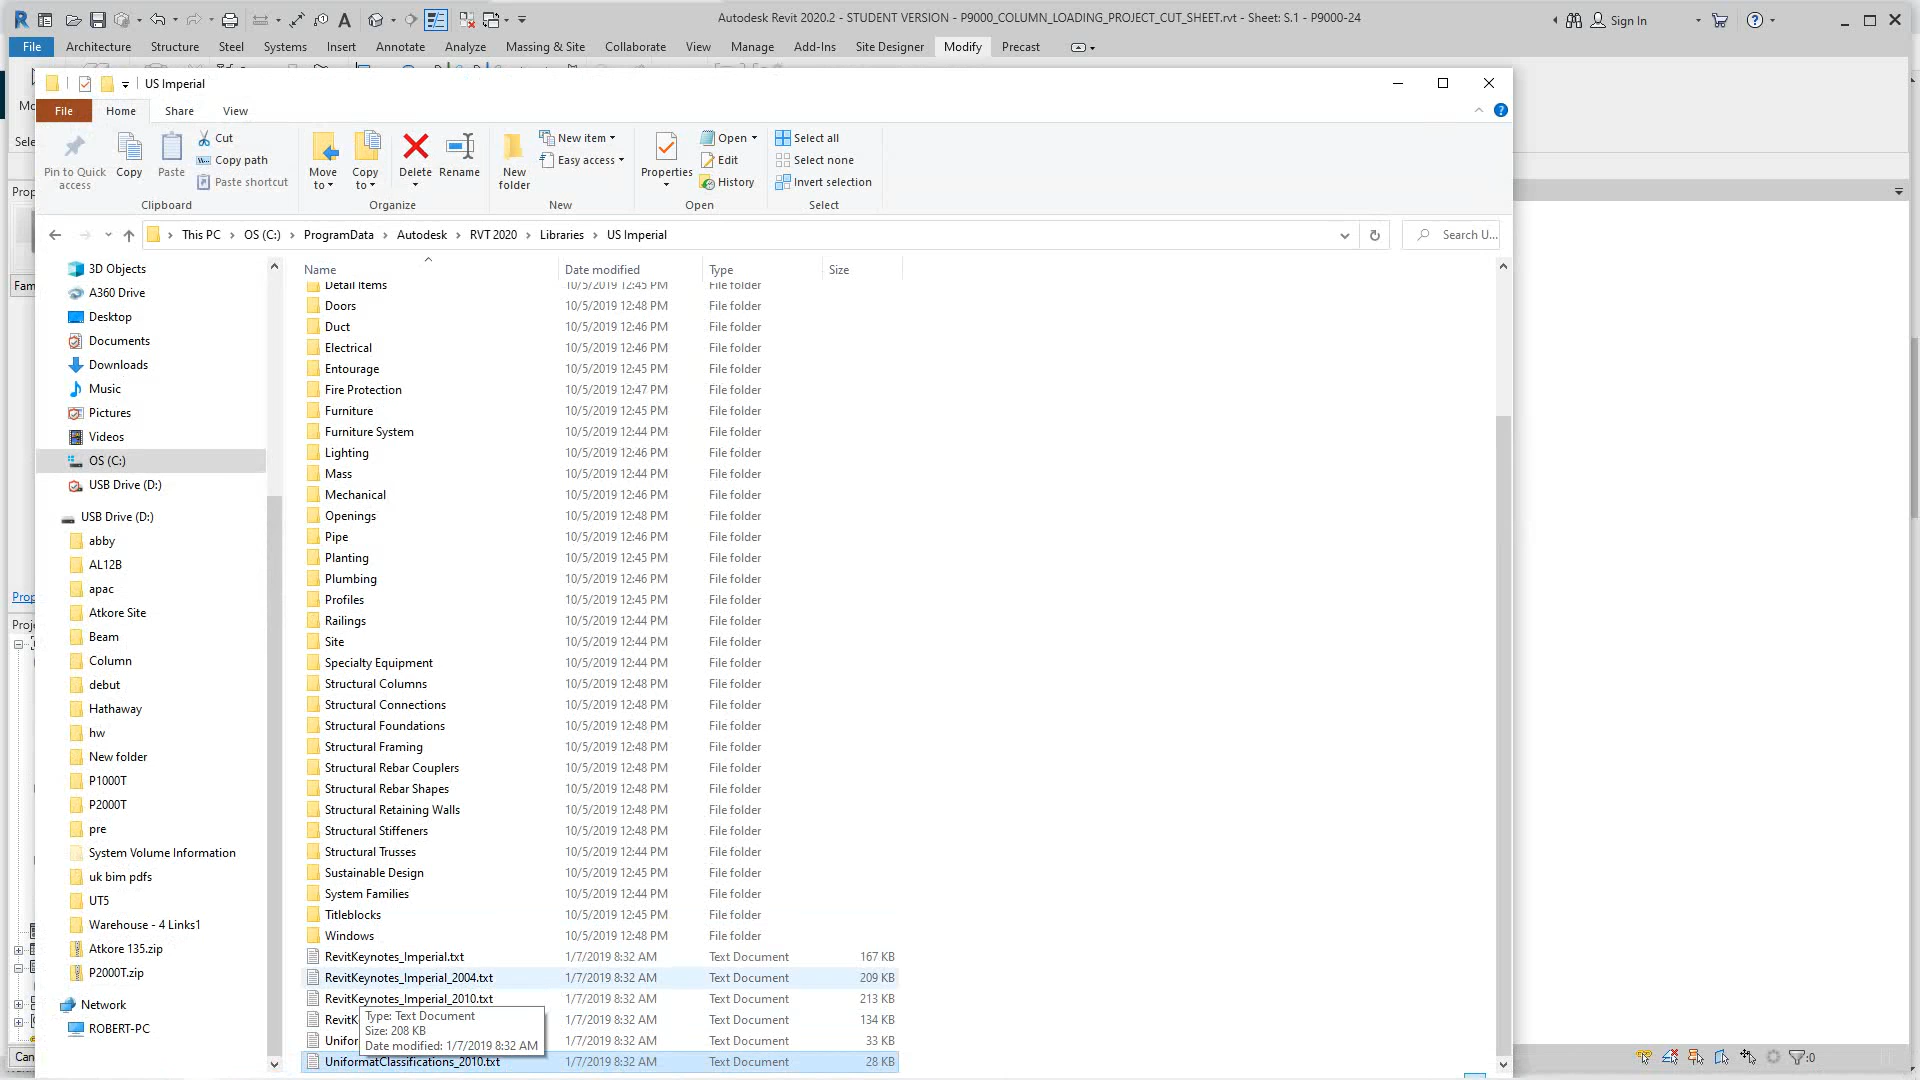 Autodesk Revit 2020.2 - STUDENT VERSION - P9000_COLUMN_LOADING_PROJECT_CUT_SHEET.rvt - Sheet: S.1 - P9000-24
Sign In
File Architecture Structure Steel Systems Insert Annotate Analyze Massing & Site Collaborate View Manage Add-Ins Site Designer Modify Precast
US Imperial
File Home Share View
Pin to Quick access
Copy
Paste
Cut
Copy path
Paste shortcut
Move to
Copy to
Delete
Rename
New folder
New item
Easy access
Properties
Open
Edit
History
Select all
Select none
Invert selection
Clipboard Organize New Open Select
This PC > OS (C:) > ProgramData > Autodesk > RVT 2020 > Libraries > US Imperial
Search U...
3D Objects
A360 Drive
Desktop
Documents
Downloads
Music
Pictures
Videos
OS (C:)
USB Drive (D:)
USB Drive (D:)
abby
AL12B
apac
Atkore Site
Beam
Column
debut
Hathaway
hw
New folder
P1000T
P2000T
pre
System Volume Information
uk bim pdfs
UT5
Warehouse - 4 Links1
Atkore 135.zip
P2000T.zip
Network
ROBERT-PC
Name Date modified Type Size
Detail Items 10/5/2019 12:45 PM File folder
Doors 10/5/2019 12:48 PM File folder
Duct 10/5/2019 12:46 PM File folder
Electrical 10/5/2019 12:46 PM File folder
Entourage 10/5/2019 12:45 PM File folder
Fire Protection 10/5/2019 12:47 PM File folder
Furniture 10/5/2019 12:45 PM File folder
Furniture System 10/5/2019 12:44 PM File folder
Lighting 10/5/2019 12:46 PM File folder
Mass 10/5/2019 12:44 PM File folder
Mechanical 10/5/2019 12:46 PM File folder
Openings 10/5/2019 12:48 PM File folder
Pipe 10/5/2019 12:46 PM File folder
Planting 10/5/2019 12:45 PM File folder
Plumbing 10/5/2019 12:46 PM File folder
Profiles 10/5/2019 12:45 PM File folder
Railings 10/5/2019 12:44 PM File folder
Site 10/5/2019 12:44 PM File folder
Specialty Equipment 10/5/2019 12:44 PM File folder
Structural Columns 10/5/2019 12:48 PM File folder
Structural Connections 10/5/2019 12:48 PM File folder
Structural Foundations 10/5/2019 12:48 PM File folder
Structural Framing 10/5/2019 12:48 PM File folder
Structural Rebar Couplers 10/5/2019 12:48 PM File folder
Structural Rebar Shapes 10/5/2019 12:48 PM File folder
Structural Retaining Walls 10/5/2019 12:48 PM File folder
Structural Stiffeners 10/5/2019 12:48 PM File folder
Structural Trusses 10/5/2019 12:44 PM File folder
Sustainable Design 10/5/2019 12:45 PM File folder
System Families 10/5/2019 12:44 PM File folder
Titleblocks 10/5/2019 12:45 PM File folder
Windows 10/5/2019 12:48 PM File folder
RevitKeynotes_Imperial.txt 1/7/2019 8:32 AM Text Document 167 KB
RevitKeynotes_Imperial_2004.txt 1/7/2019 8:32 AM Text Document 209 KB
RevitKeynotes_Imperial_2010.txt 1/7/2019 8:32 AM Text Document 213 KB
RevitK 1/7/2019 8:32 AM Text Document 134 KB
Unifor 1/7/2019 8:32 AM Text Document 33 KB
UniformatClassifications_2010.txt 1/7/2019 8:32 AM Text Document 28 KB
Type: Text Document
Size: 208 KB
Date modified: 1/7/2019 8:32 AM
Mo
Sele
Prop
Fam
Prop
Proje
Can
:0